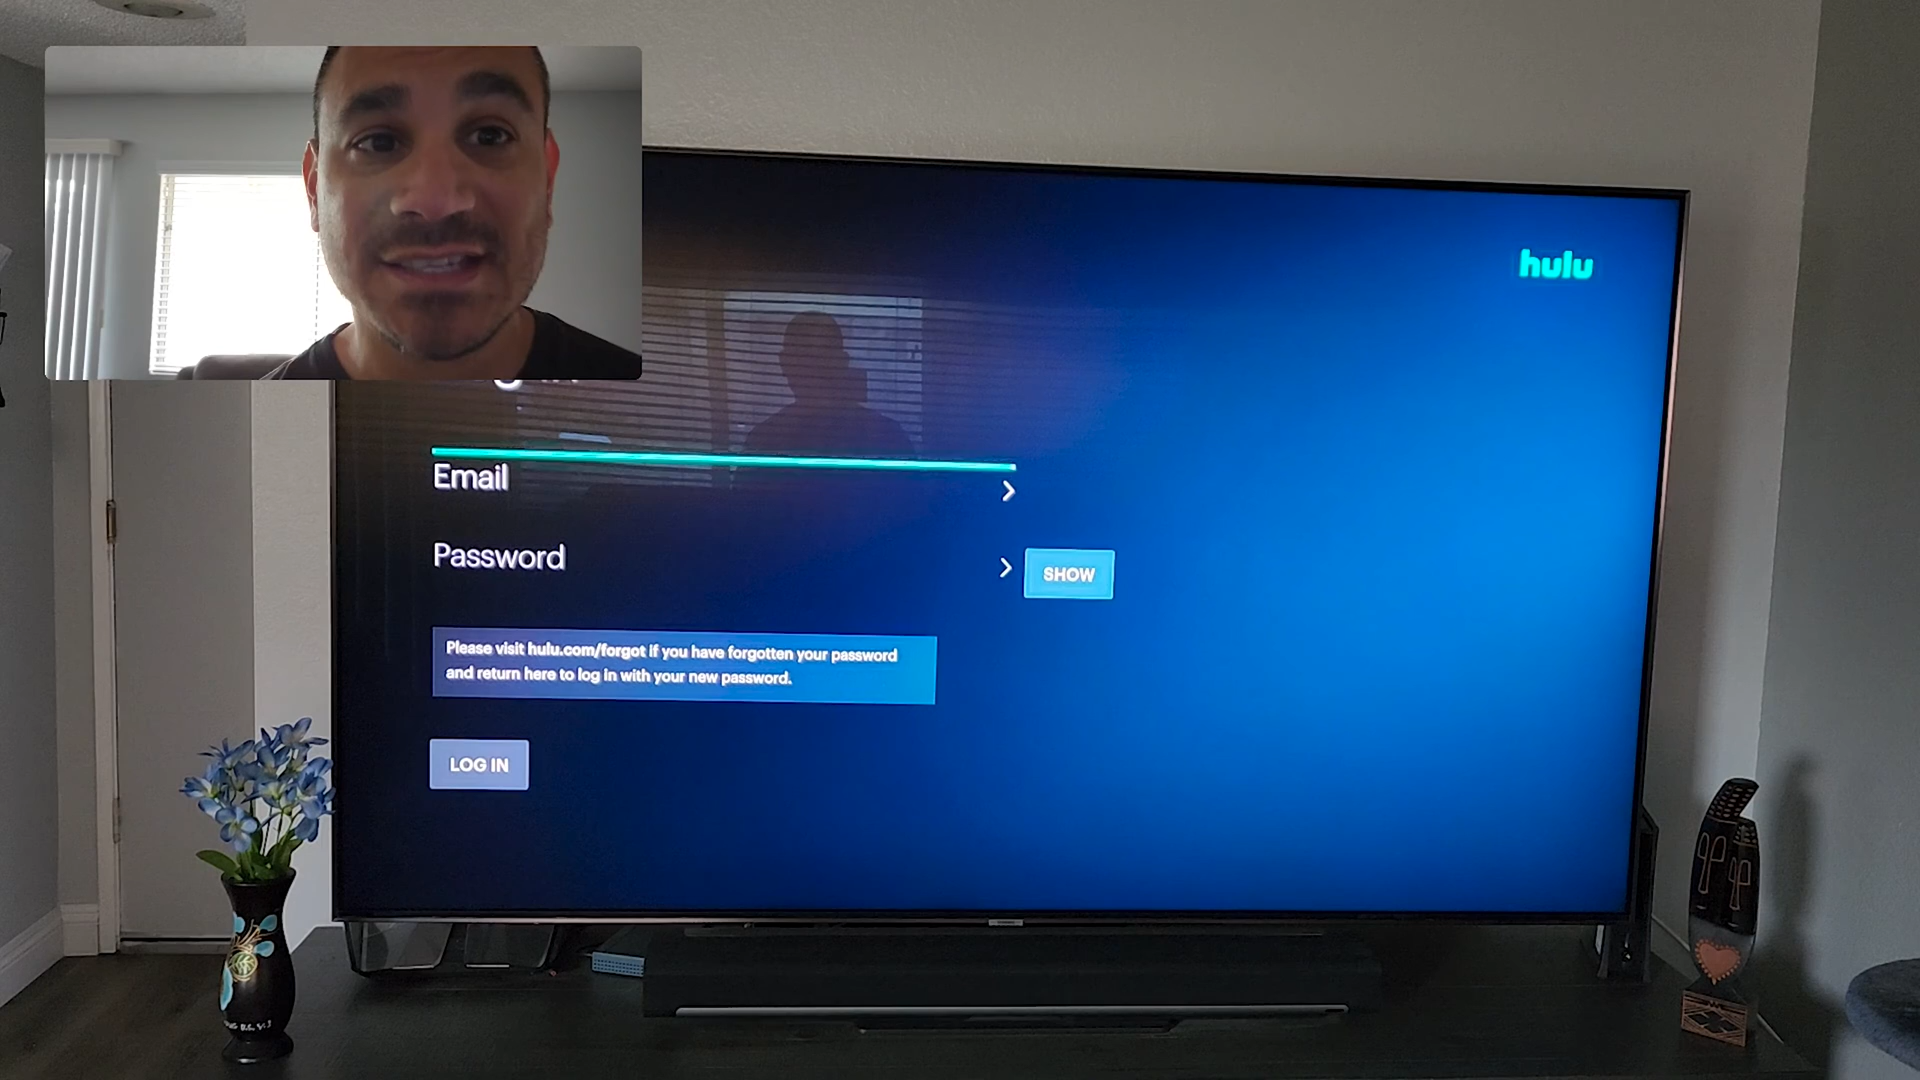 hulu
Email
Password
SHOW
Please visit hulu.com/forgot if you have forgotten your password
and return here to log in with your new password.
LOG IN